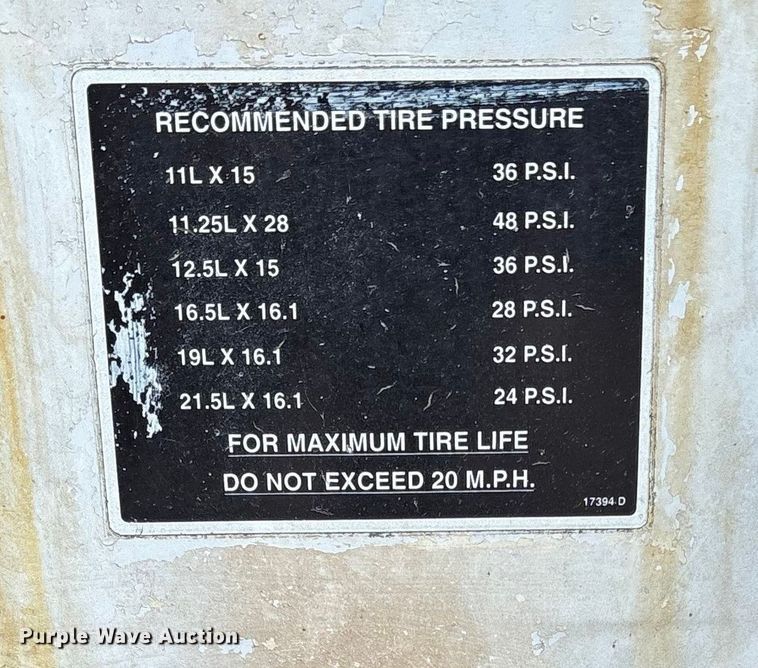 RECOMMENDED TIRE PRESSURE
11L X 15 36 P.S.I.
11.25L X 28 48 P.S.I.
12.5L X 15 36 P.S.I.
16.5L X 16.1 28 P.S.I.
19L X 16.1 32 P.S.I.
21.5L X 16.1 24 P.S.I.
FOR MAXIMUM TIRE LIFE
DO NOT EXCEED 20 M.P.H.
17394 D
Purple Wave Auction